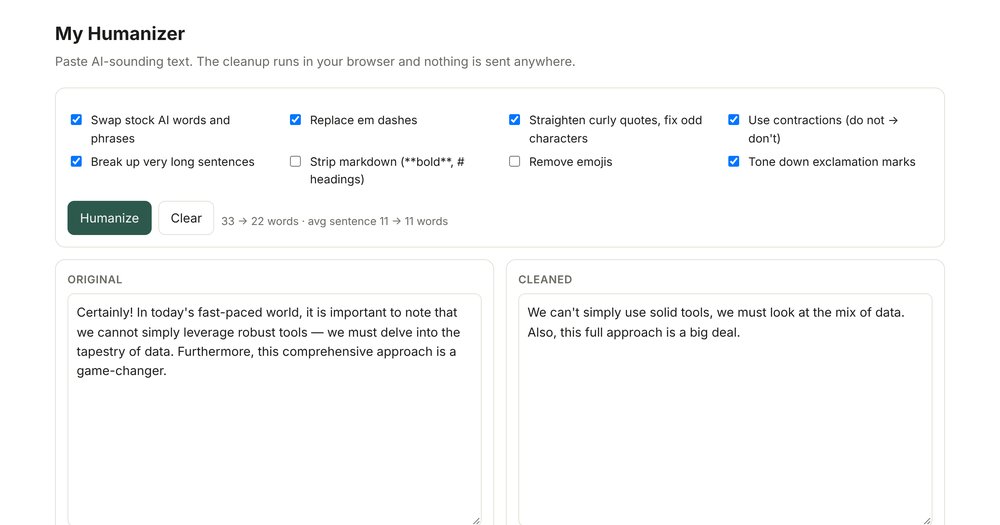 My Humanizer
Paste AI-sounding text. The cleanup runs in your browser and nothing is sent anywhere.
Swap stock AI words and
phrases
Replace em dashes
Straighten curly quotes, fix odd
characters
Use contractions (do not →
don't)
Break up very long sentences
Strip markdown (**bold**, #
headings)
Remove emojis
Tone down exclamation marks
Humanize
Clear
33 → 22 words · avg sentence 11 → 11 words
ORIGINAL
Certainly! In today's fast-paced world, it is important to note that
we cannot simply leverage robust tools — we must delve into the
tapestry of data. Furthermore, this comprehensive approach is a
game-changer.
CLEANED
We can't simply use solid tools, we must look at the mix of data.
Also, this full approach is a big deal.